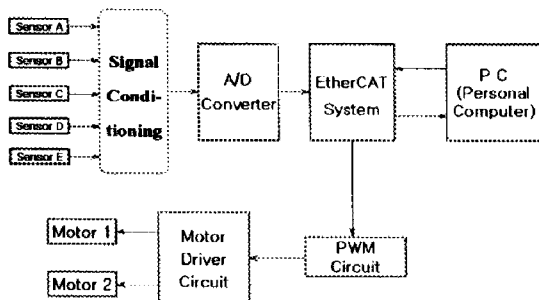 Sensor A
Sensor B
Sensor C
Sensor D
Sensor E
Signal
Condi-
tioning
A/D
Converter
EtherCAT
System
P C
(Personal
Computer)
Motor 1
Motor 2
Motor
Driver
Circuit
PWM
Circuit